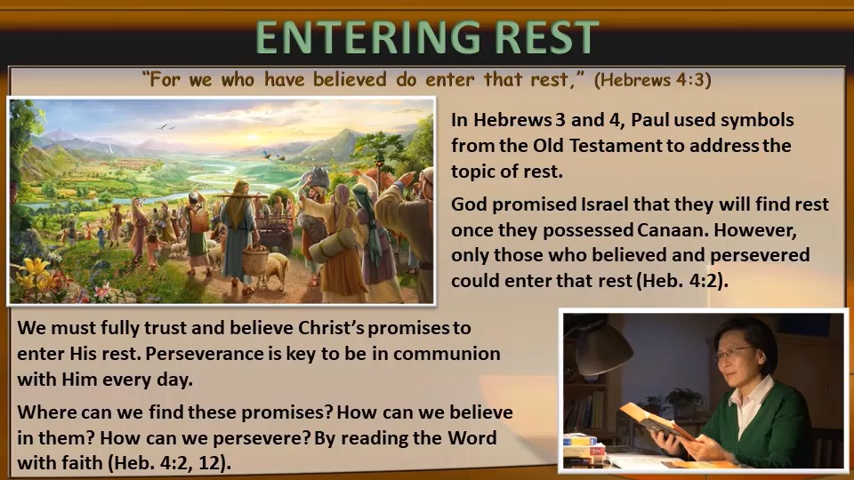 ENTERING REST
“For we who have believed do enter that rest,” (Hebrews 4:3)
In Hebrews 3 and 4, Paul used symbols
from the Old Testament to address the
topic of rest.
God promised Israel that they will find rest
once they possessed Canaan. However,
only those who believed and persevered
could enter that rest (Heb. 4:2).
We must fully trust and believe Christ’s promises to
enter His rest. Perseverance is key to be in communion
with Him every day.
Where can we find these promises? How can we believe
in them? How can we persevere? By reading the Word
with faith (Heb. 4:2, 12).